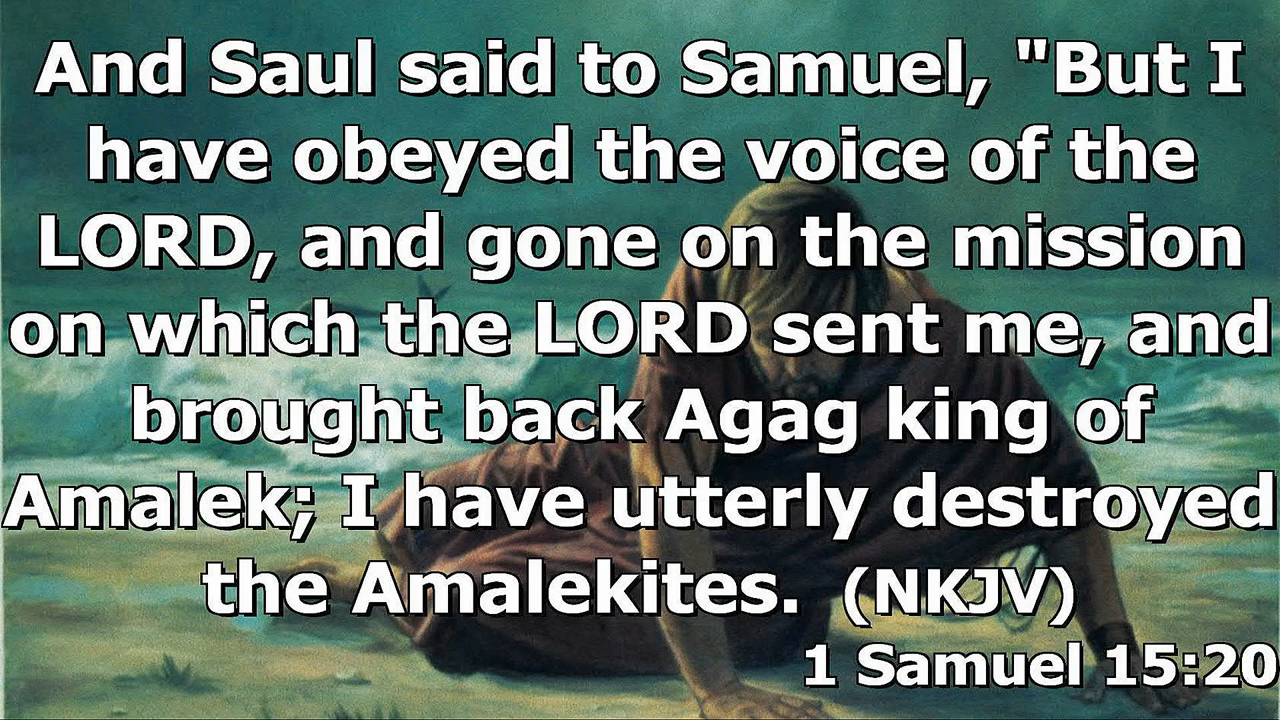 And Saul said to Samuel, "But I
have obeyed the voice of the
LORD, and gone on the mission
on which the LORD sent me, and
brought back Agag king of
Amalek; I have utterly destroyed
the Amalekites. (NKJV)
1 Samuel 15:20